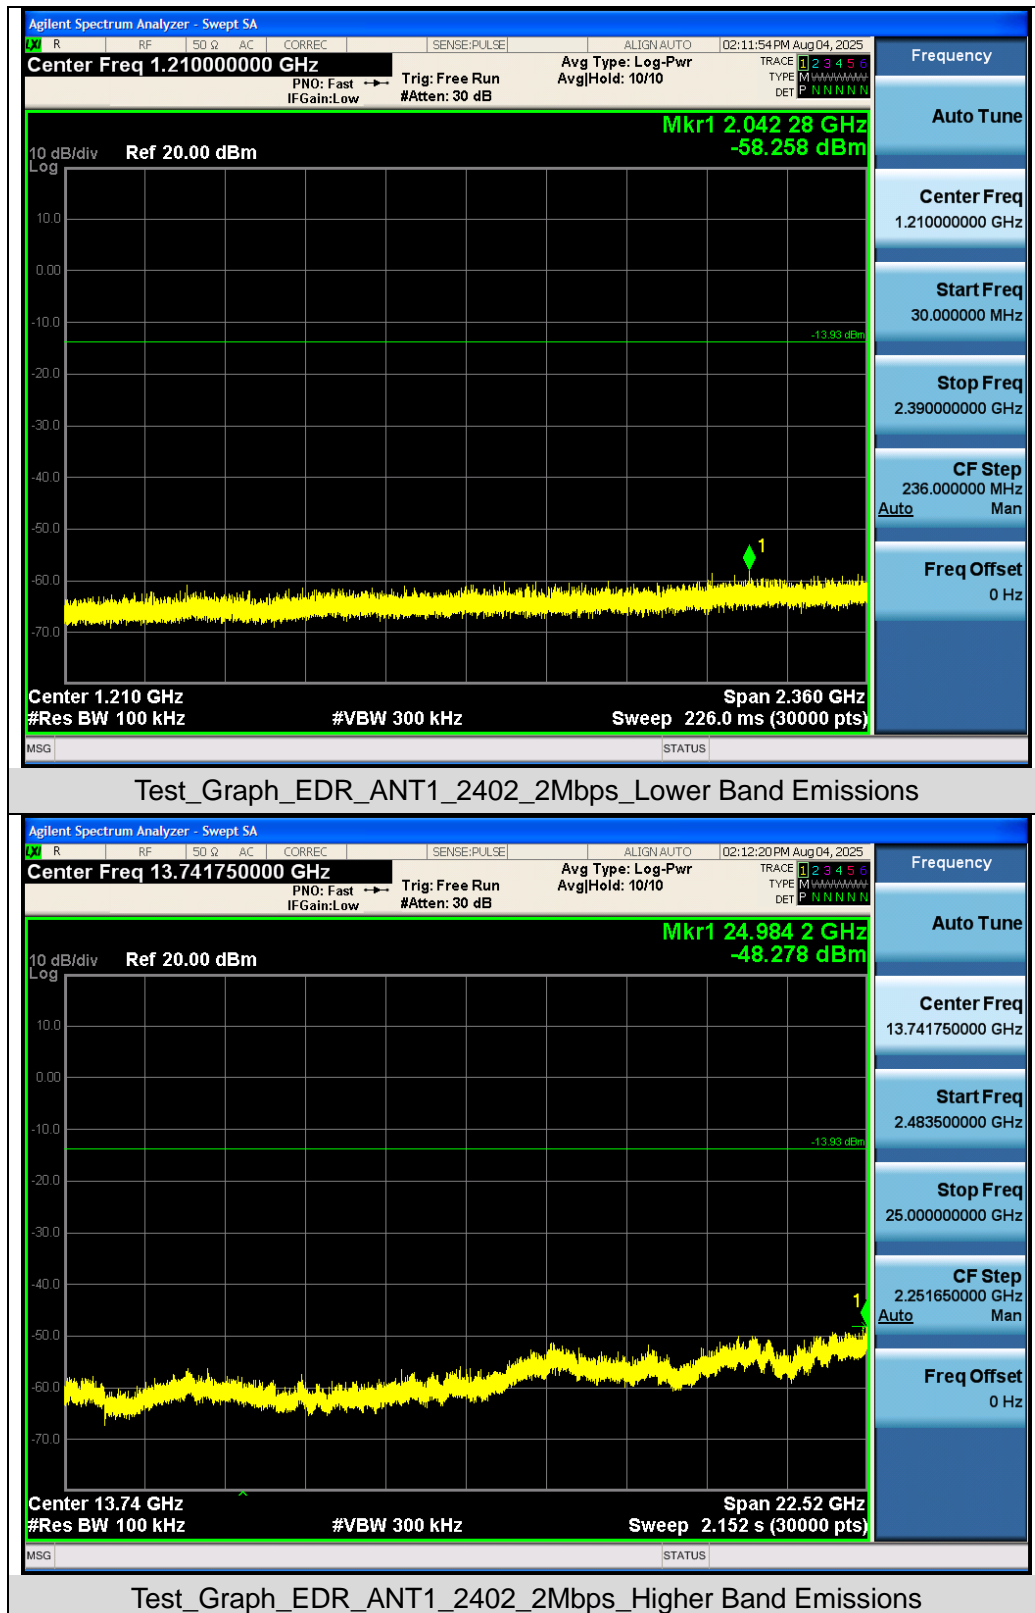 Agilent Spectrum Analyzer - Swept SA
LXI R RF 50 Ω AC CORREC SENSE:PULSE ALIGN AUTO 02:11:54 PM Aug 04, 2025
Center Freq 1.210000000 GHz
PNO: Fast
IFGain:Low
Trig: Free Run
#Atten: 30 dB
Avg Type: Log-Pwr
Avg|Hold: 10/10
TRACE 1 2 3 4 5 6
TYPE M
DET P N N N N N
Mkr1 2.042 28 GHz
-58.258 dBm
10 dB/div Ref 20.00 dBm
Log
10.0
0.00
-10.0
-13.93 dBm
-20.0
-30.0
-40.0
-50.0
1
-60.0
-70.0
Center 1.210 GHz Span 2.360 GHz
#Res BW 100 kHz #VBW 300 kHz Sweep 226.0 ms (30000 pts)
MSG STATUS
Frequency
Auto Tune
Center Freq
1.210000000 GHz
Start Freq
30.000000 MHz
Stop Freq
2.390000000 GHz
CF Step
236.000000 MHz
Auto Man
Freq Offset
0 Hz
Test_Graph_EDR_ANT1_2402_2Mbps_Lower Band Emissions
Agilent Spectrum Analyzer - Swept SA
LXI R RF 50 Ω AC CORREC SENSE:PULSE ALIGN AUTO 02:12:20 PM Aug 04, 2025
Center Freq 13.741750000 GHz
PNO: Fast
IFGain:Low
Trig: Free Run
#Atten: 30 dB
Avg Type: Log-Pwr
Avg|Hold: 10/10
TRACE 1 2 3 4 5 6
TYPE M
DET P N N N N N
Mkr1 24.984 2 GHz
-48.278 dBm
10 dB/div Ref 20.00 dBm
Log
10.0
0.00
-10.0
-13.93 dBm
-20.0
-30.0
-40.0
1
-50.0
-60.0
-70.0
Center 13.74 GHz Span 22.52 GHz
#Res BW 100 kHz #VBW 300 kHz Sweep 2.152 s (30000 pts)
MSG STATUS
Frequency
Auto Tune
Center Freq
13.741750000 GHz
Start Freq
2.483500000 GHz
Stop Freq
25.000000000 GHz
CF Step
2.251650000 GHz
Auto Man
Freq Offset
0 Hz
Test_Graph_EDR_ANT1_2402_2Mbps_Higher Band Emissions